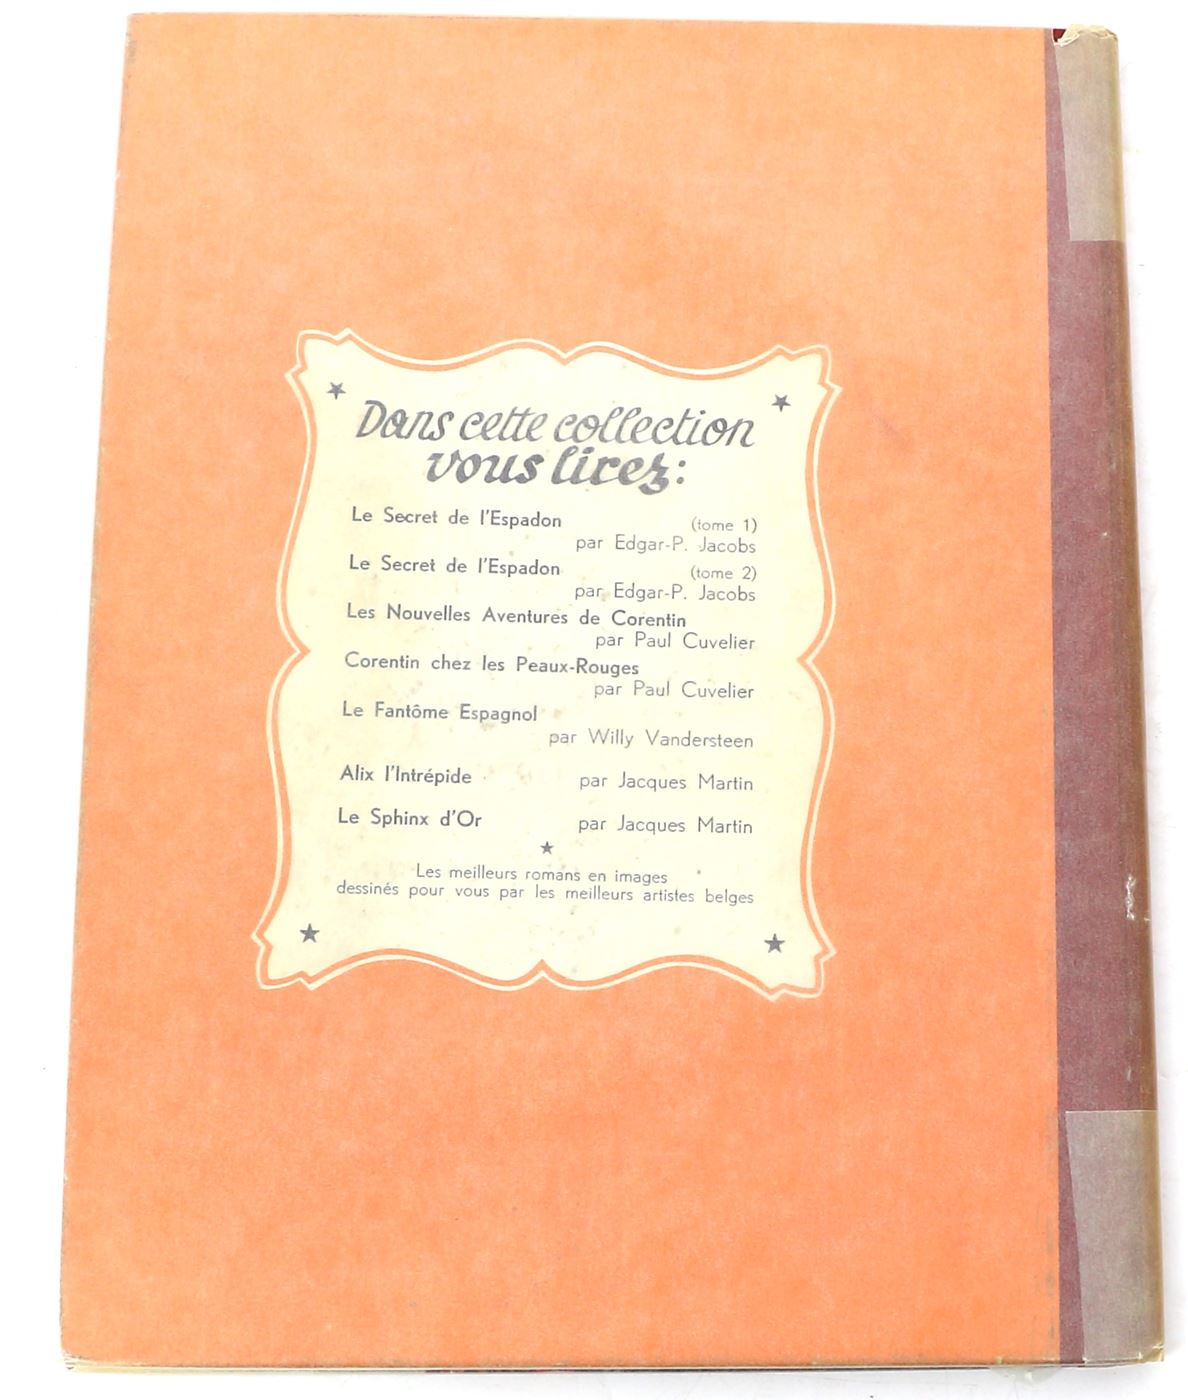 Dans cette collection
vous lirez:
Le Secret de l'Espadon (tome 1)
par Edgar-P. Jacobs
Le Secret de l'Espadon (tome 2)
par Edgar-P. Jacobs
Les Nouvelles Aventures de Corentin
par Paul Cuvelier
Corentin chez les Peaux-Rouges
par Paul Cuvelier
Le Fantôme Espagnol
par Willy Vandersteen
Alix l'Intrépide par Jacques Martin
Le Sphinx d'Or par Jacques Martin
Les meilleurs romans en images
dessinés pour vous par les meilleurs artistes belges